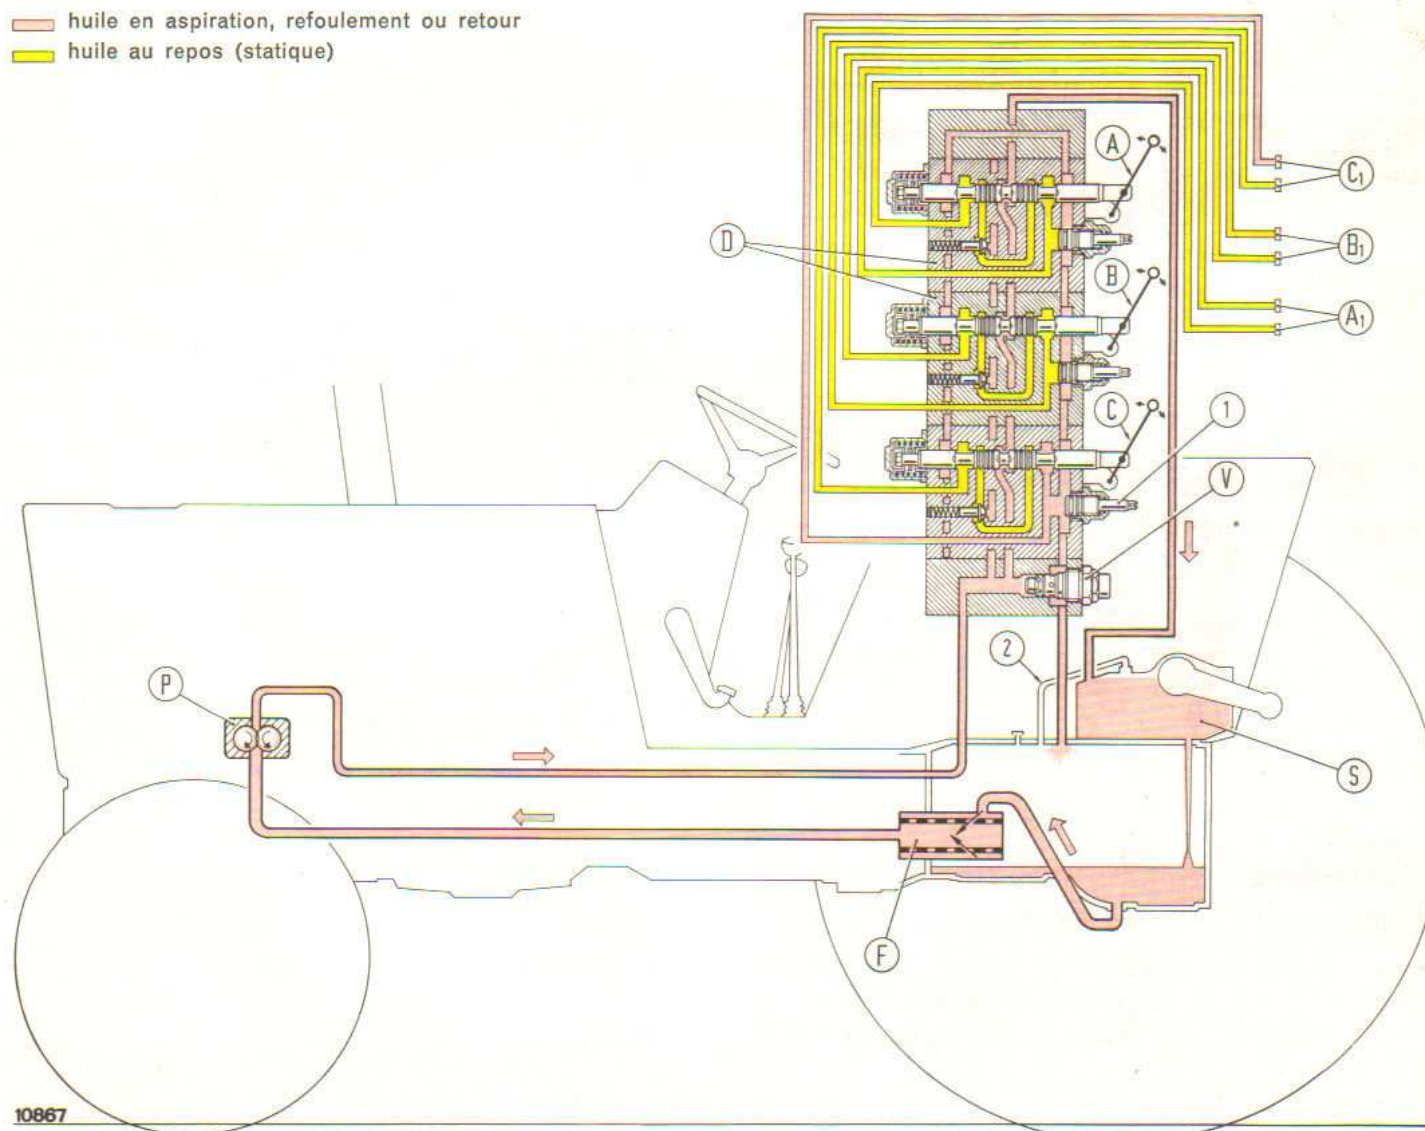 huile en aspiration, refoulement ou retour
huile au repos (statique)
A
C₁
D
B₁
B
A₁
C
1
V
2
P
S
F
10867